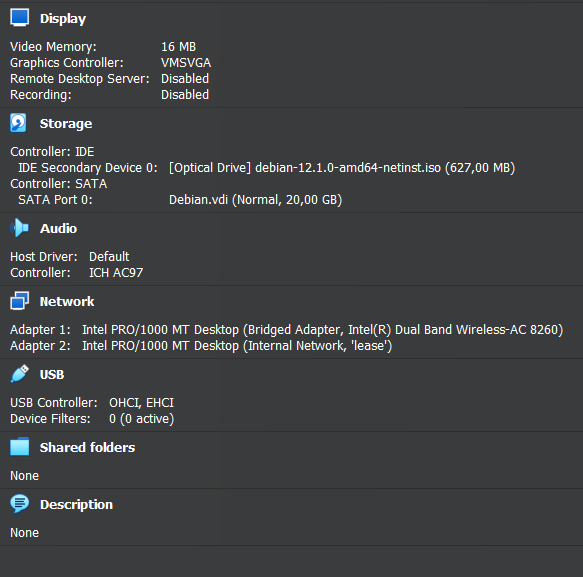 Display
Video Memory: 16 MB
Graphics Controller: VMSVGA
Remote Desktop Server: Disabled
Recording: Disabled
Storage
Controller: IDE
IDE Secondary Device 0: [Optical Drive] debian-12.1.0-amd64-netinst.iso (627,00 MB)
Controller: SATA
SATA Port 0: Debian.vdi (Normal, 20,00 GB)
Audio
Host Driver: Default
Controller: ICH AC97
Network
Adapter 1: Intel PRO/1000 MT Desktop (Bridged Adapter, Intel(R) Dual Band Wireless-AC 8260)
Adapter 2: Intel PRO/1000 MT Desktop (Internal Network, 'lease')
USB
USB Controller: OHCI, EHCI
Device Filters: 0 (0 active)
Shared folders
None
Description
None